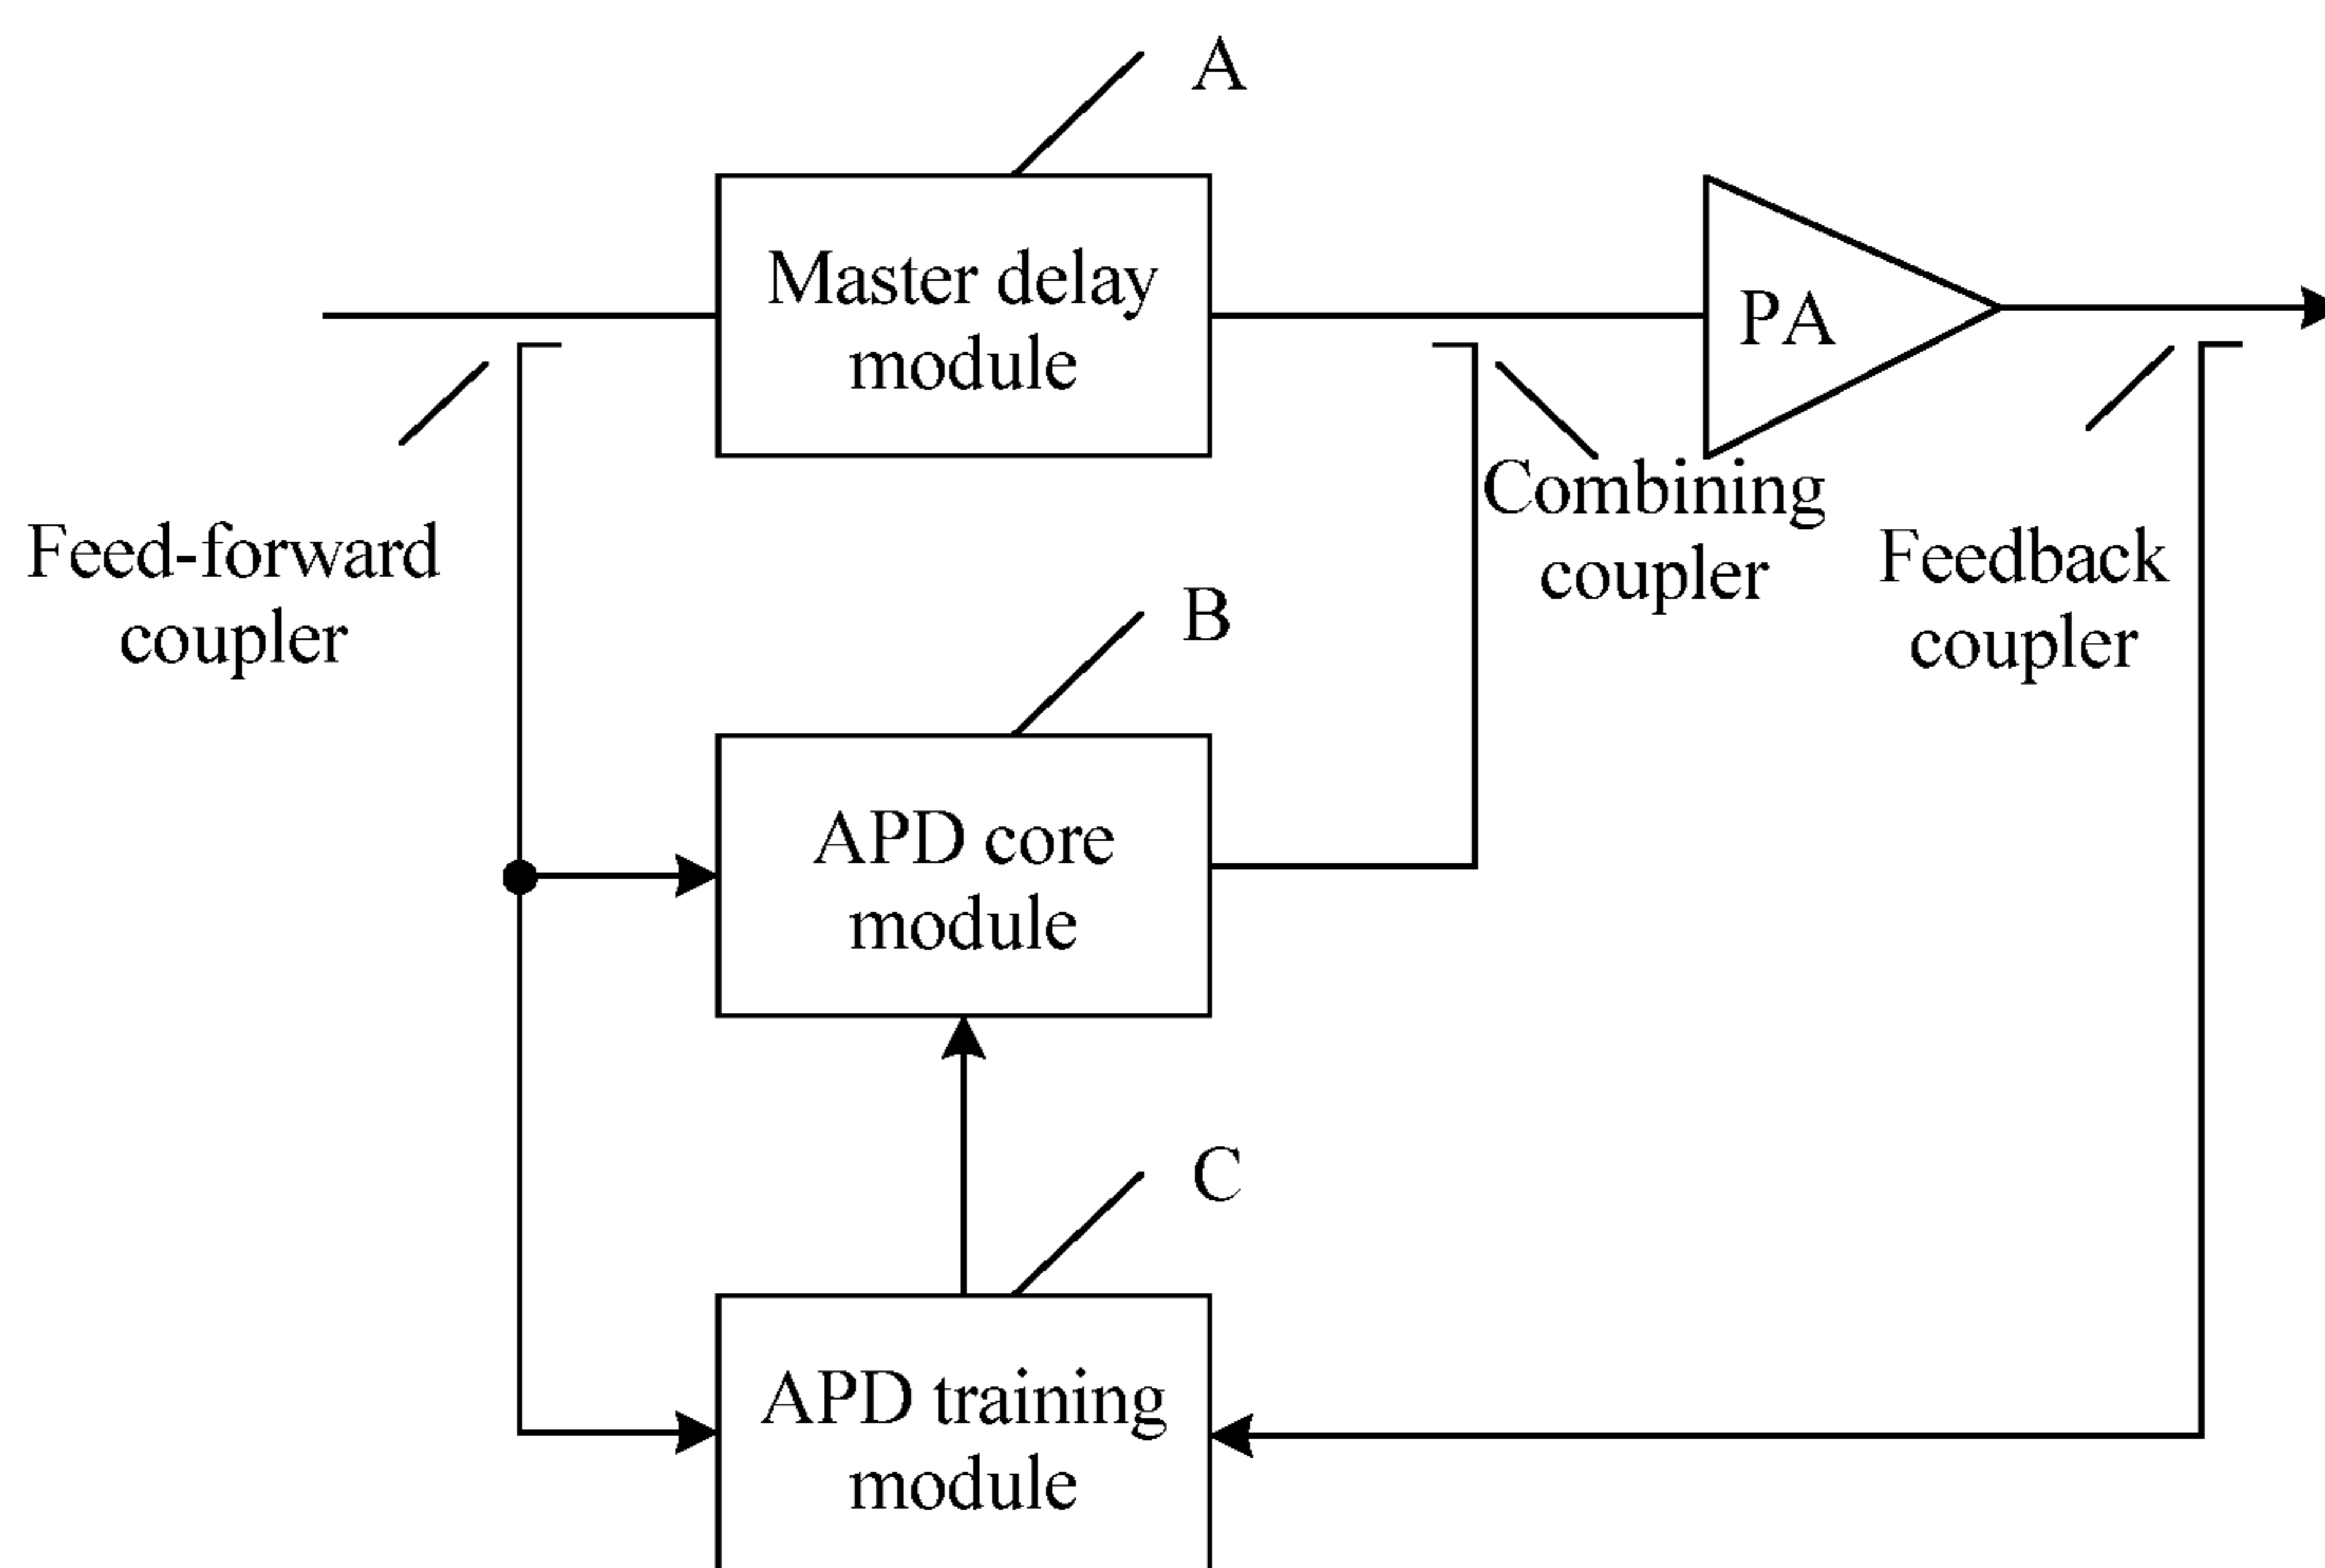 A
Master delay
module
PA
Feed-forward
coupler
Combining
coupler
Feedback
coupler
B
APD core
module
C
APD training
module